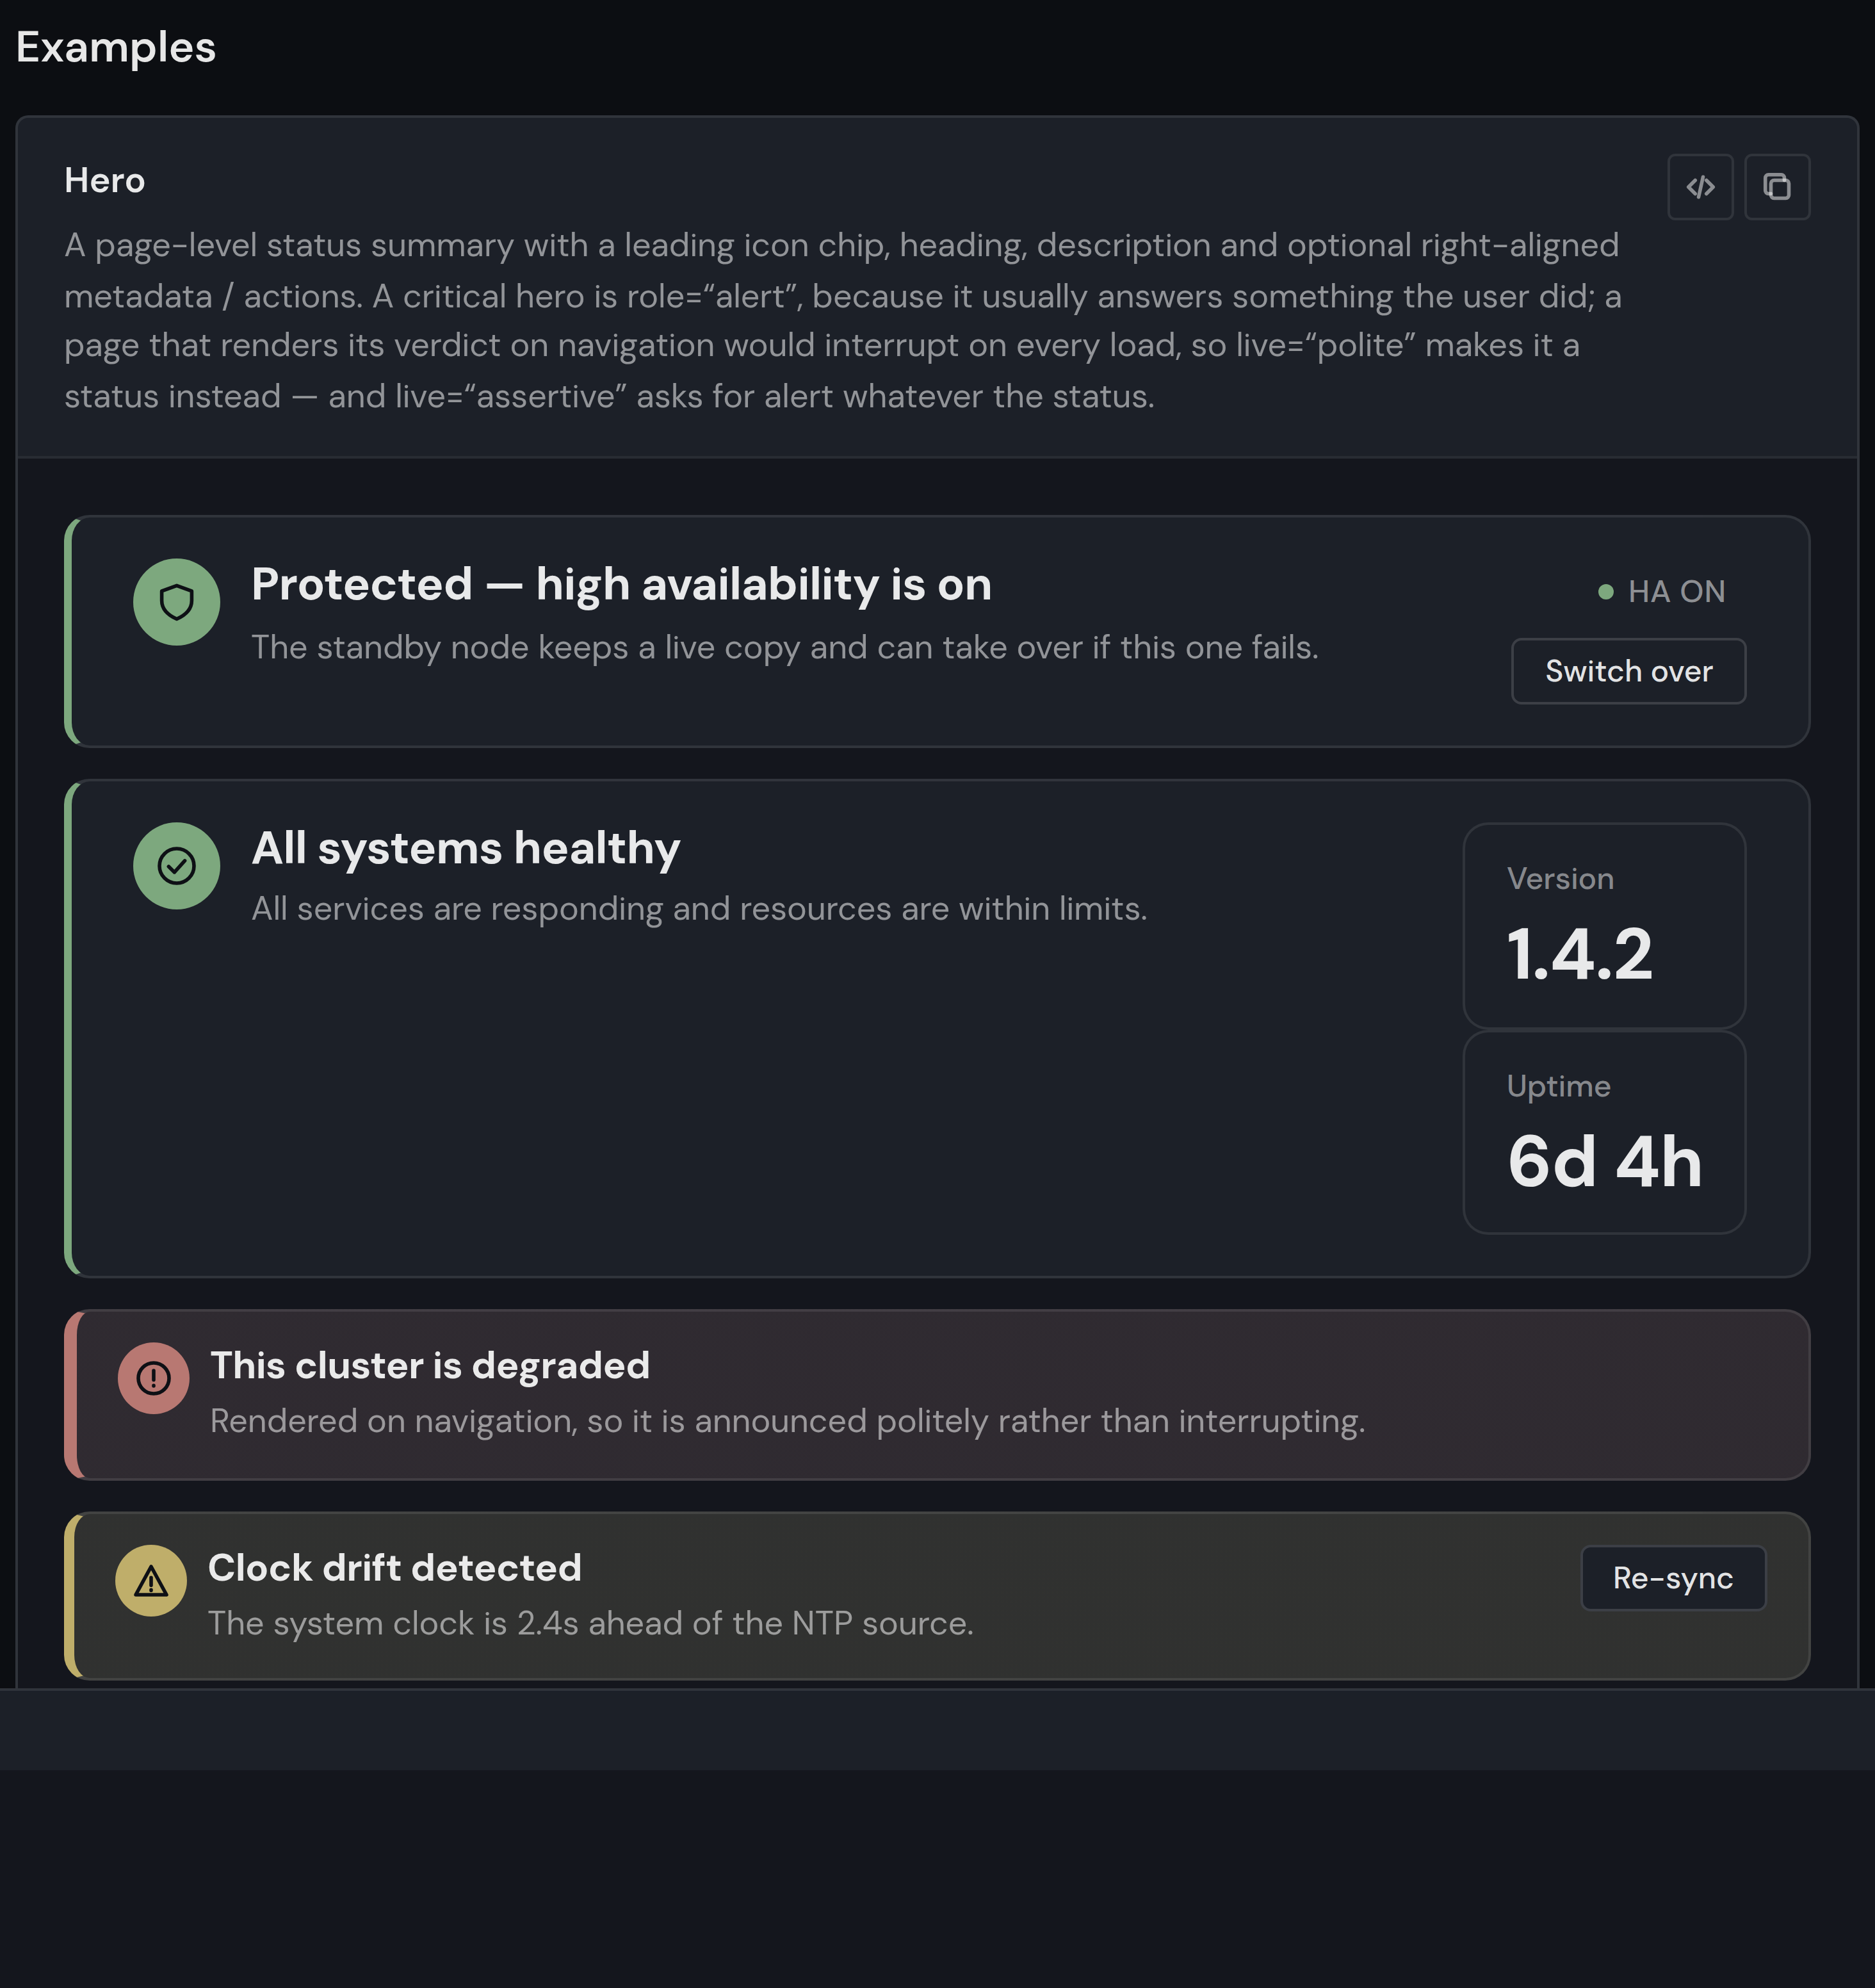 Examples
Hero
A page-level status summary with a leading icon chip, heading, description and optional right-aligned
metadata / actions. A critical hero is role=“alert”, because it usually answers something the user did; a
page that renders its verdict on navigation would interrupt on every load, so live=“polite” makes it a
status instead — and live=“assertive” asks for alert whatever the status.
Protected — high availability is on
The standby node keeps a live copy and can take over if this one fails.
HA ON
Switch over
All systems healthy
All services are responding and resources are within limits.
Version
1.4.2
Uptime
6d 4h
This cluster is degraded
Rendered on navigation, so it is announced politely rather than interrupting.
Clock drift detected
The system clock is 2.4s ahead of the NTP source.
Re-sync